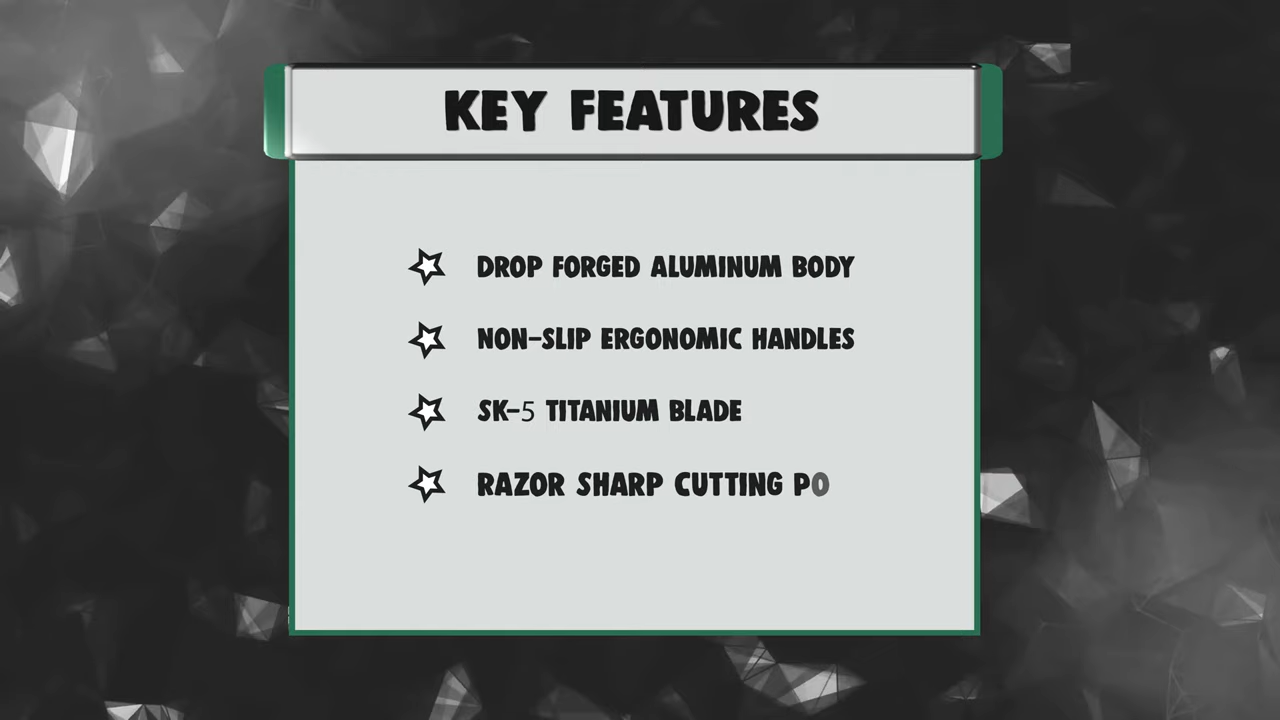 KEY FEATURES
DROP FORGED ALUMINUM BODY
NON-SLIP ERGONOMIC HANDLES
SK-5 TITANIUM BLADE
RAZOR SHARP CUTTING PO